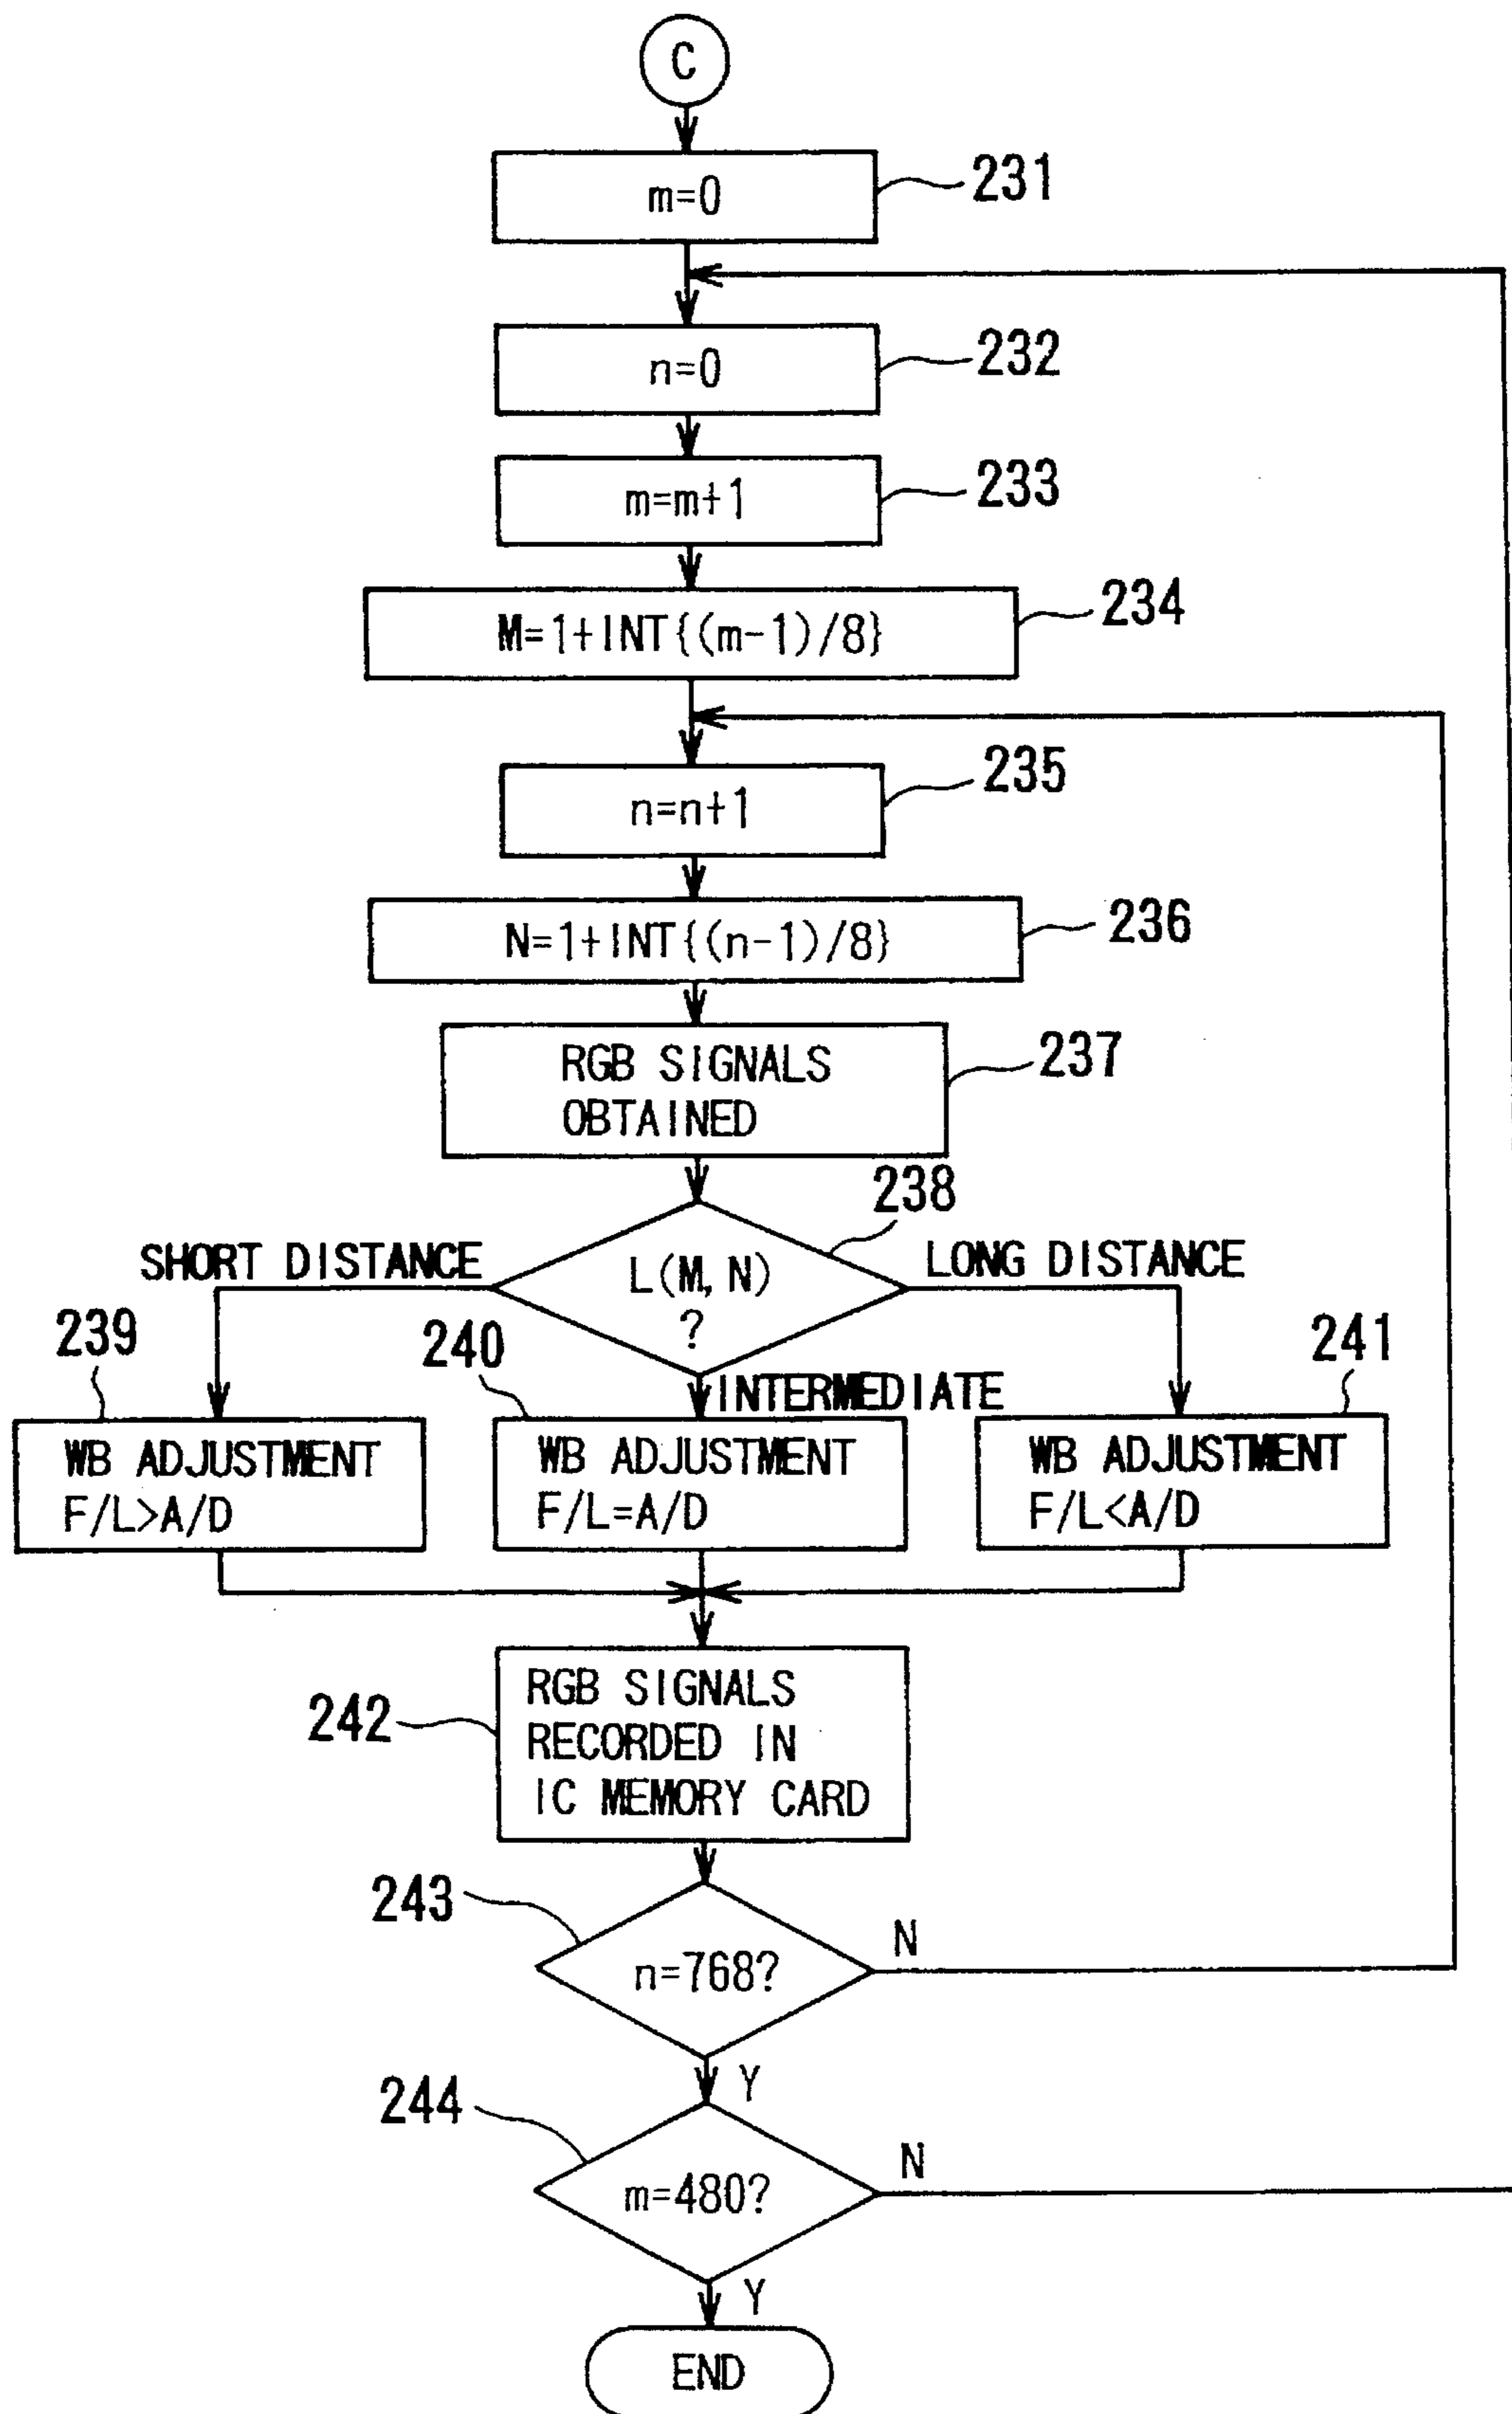 C
m=0
231
n=0
232
m=m+1
233
M=1+INT{(m-1)/8}
234
n=n+1
235
N=1+INT{(n-1)/8}
236
RGB SIGNALS
OBTAINED
237
238
SHORT DISTANCE
L(M,N)
?
LONG DISTANCE
INTERMEDIATE
239
WB ADJUSTMENT
F/L>A/D
240
WB ADJUSTMENT
F/L=A/D
241
WB ADJUSTMENT
F/L<A/D
242
RGB SIGNALS
RECORDED IN
IC MEMORY CARD
243
n=768?
N
Y
244
m=480?
N
Y
END